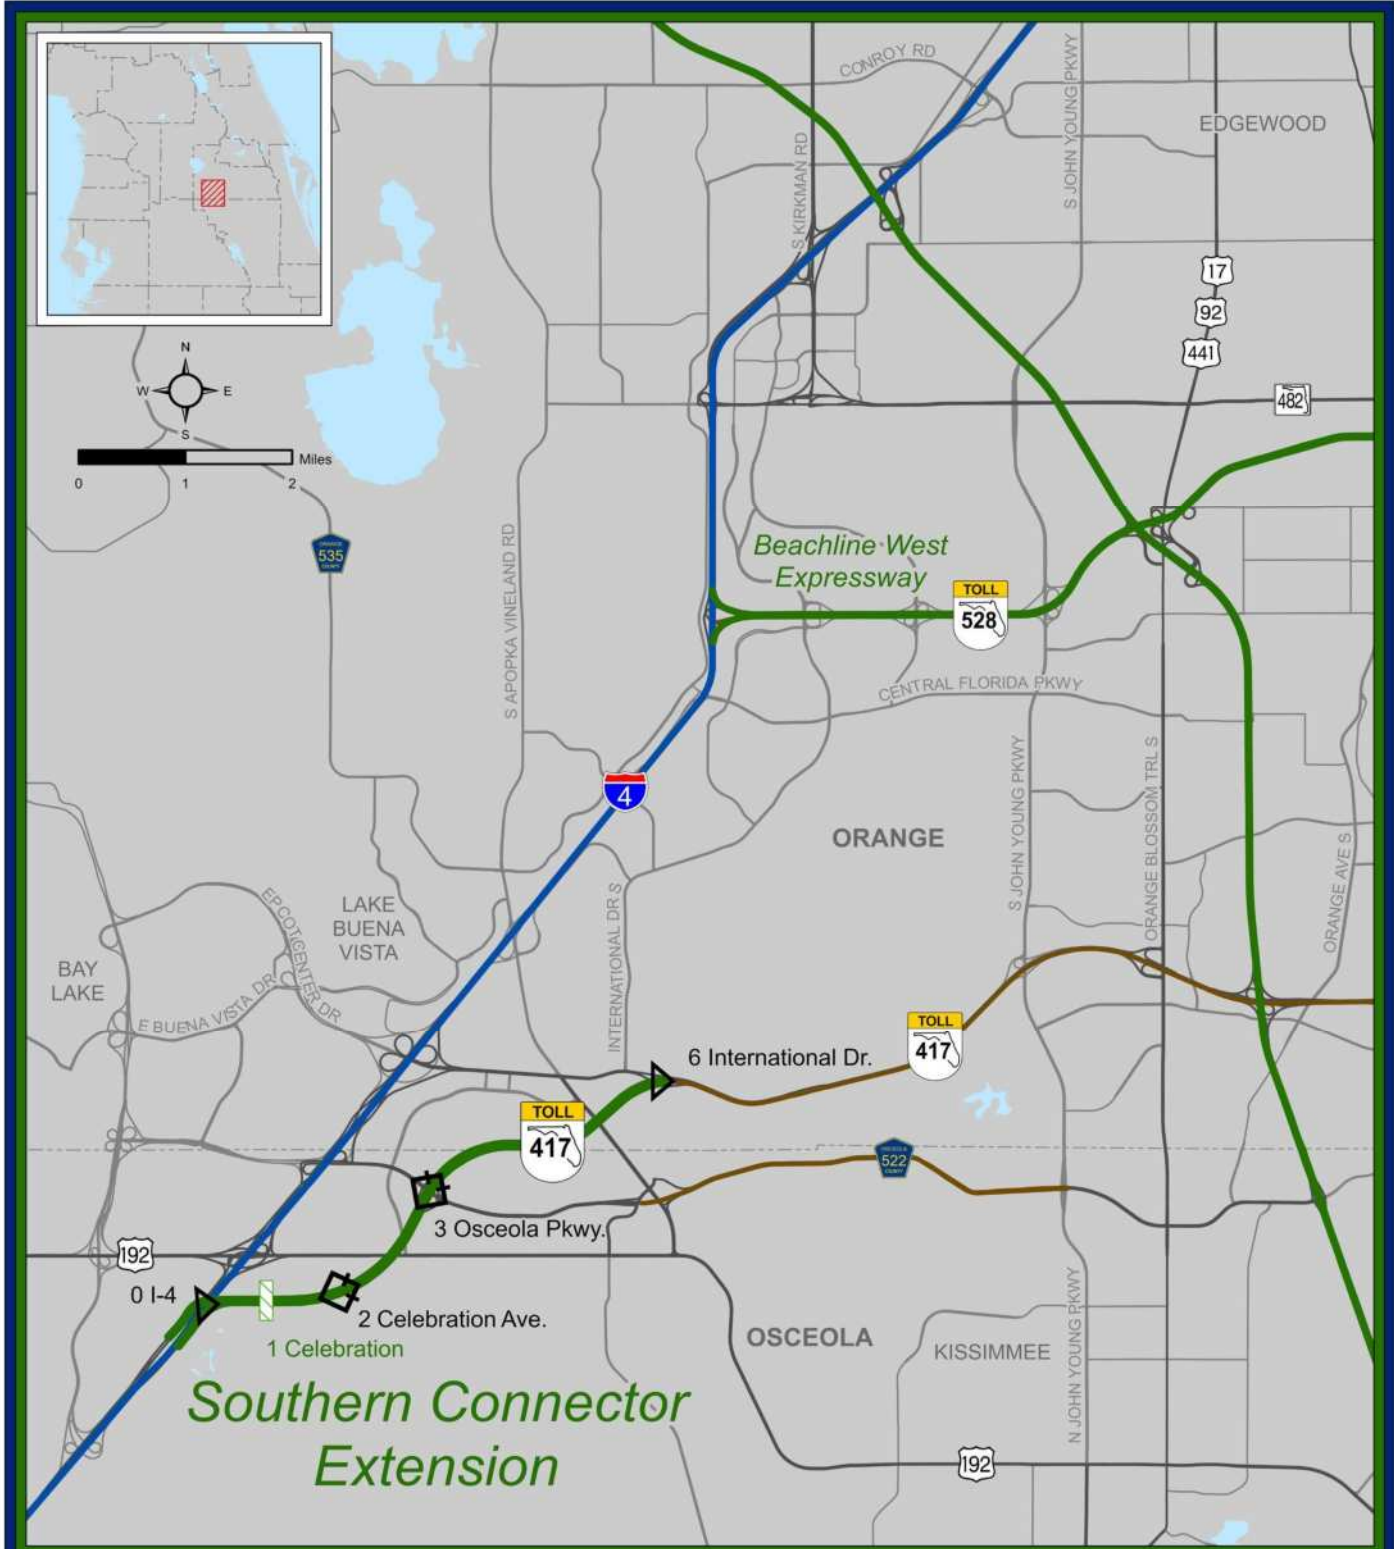 CONROY RD
S JOHN YOUNG PKWY
EDGEWOOD
S KIRKMAN RD
17
92
441
482
N
W
E
S
Miles
0
1
2
ORANGE
535
COUNTY
S APOPKA VINELAND RD
Beachline West
Expressway
TOLL
528
CENTRAL FLORIDA PKWY
4
ORANGE
S JOHN YOUNG PKWY
ORANGE BLOSSOM TRL S
ORANGE AVE S
INTERNATIONAL DR S
EPCOT CENTER DR
LAKE
BUENA
VISTA
BAY
LAKE
E BUENA VISTA DR
6 International Dr.
TOLL
417
TOLL
417
OSCEOLA
522
COUNTY
3 Osceola Pkwy.
192
0 I-4
2 Celebration Ave.
1 Celebration
OSCEOLA
KISSIMMEE
N JOHN YOUNG PKWY
Southern Connector
Extension
192